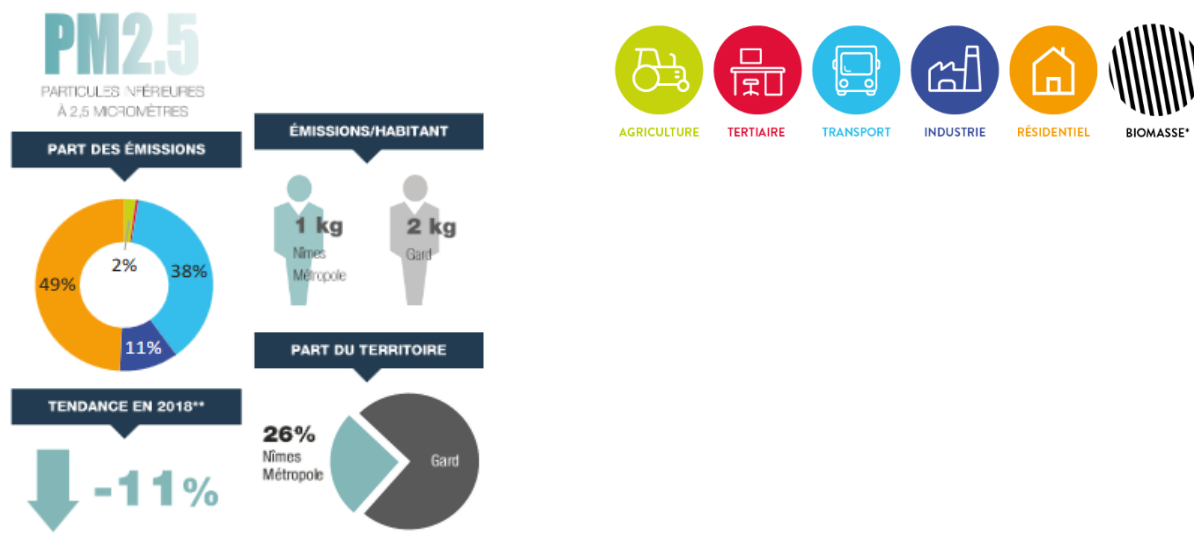 PM2.5
PARTICULES INFÉRIEURES
À 2,5 MICROMÈTRES
PART DES ÉMISSIONS
49%
2%
38%
11%
TENDANCE EN 2018**
-11%
ÉMISSIONS/HABITANT
1 kg
Nîmes
Métropole
2 kg
Gard
PART DU TERRITOIRE
26%
Nîmes
Métropole
Gard
AGRICULTURE
TERTIAIRE
TRANSPORT
INDUSTRIE
RÉSIDENTIEL
BIOMASSE*